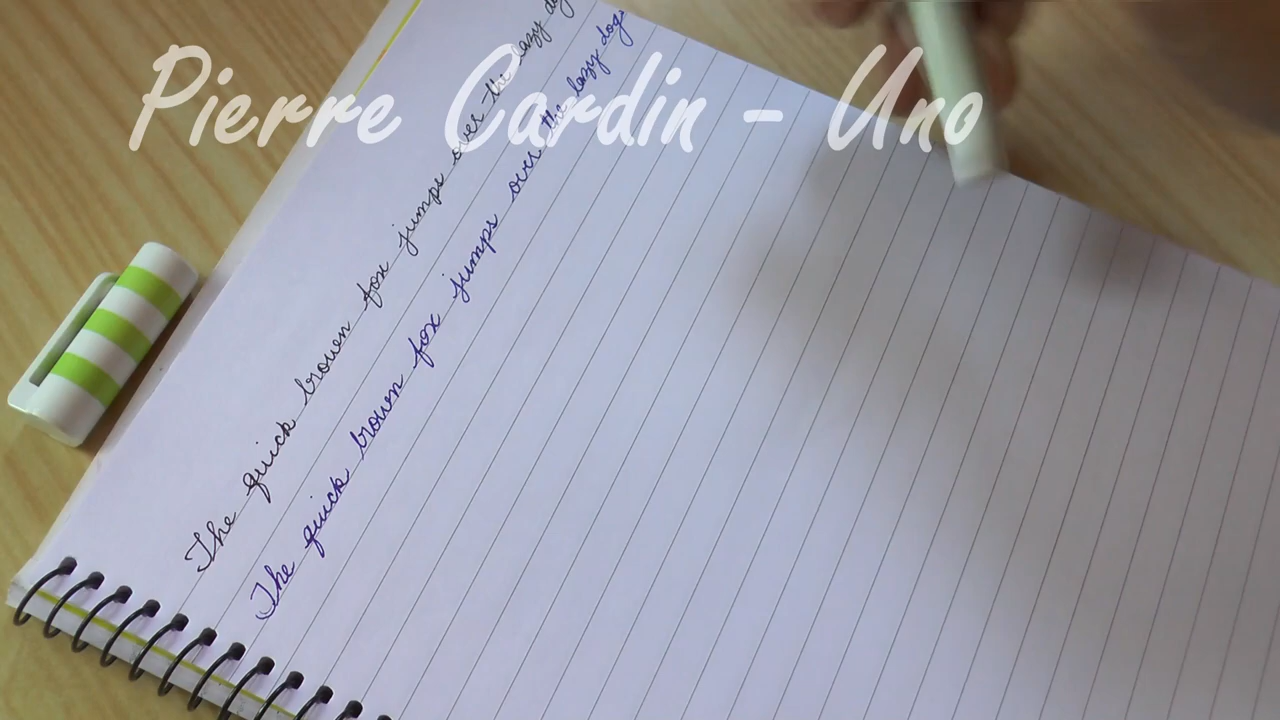 Pierre Cardin - Uno
The quick brown fox jumps over the lazy dog
The quick brown fox jumps over the lazy dog.